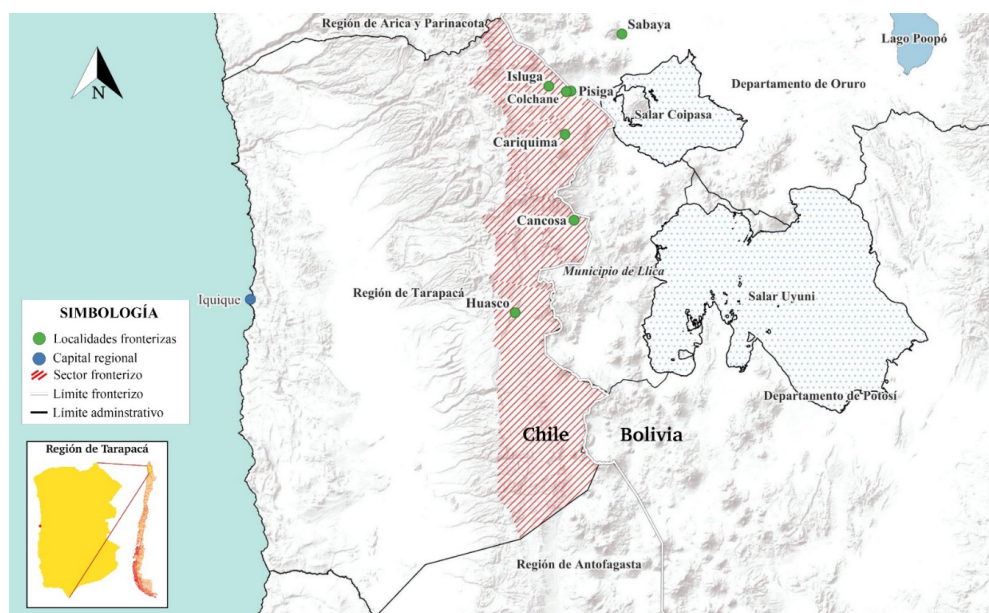 Región de Arica y Parinacota
Sabaya
Lago Poopó
Isluga
Pisiga
Colchane
Departamento de Oruro
Salar Coipasa
Cariquima
Cancosa
Municipio de Llica
Iquique
Región de Tarapacá
Huasco
Salar Uyuni
N
SIMBOLOGÍA
Localidades fronterizas
Capital regional
Sector fronterizo
Límite fronterizo
Límite adminstrativo
Departamento de Potosí
Chile
Bolivia
Región de Tarapacá
Región de Antofagasta